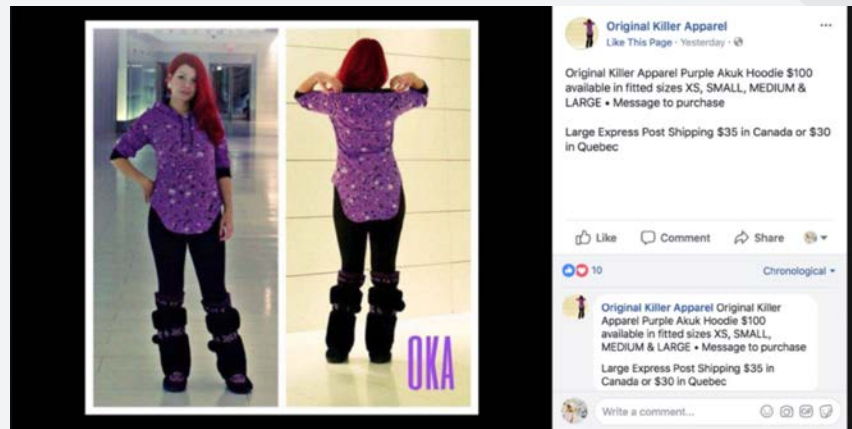 OKA
Original Killer Apparel
Like This Page · Yesterday ·
Original Killer Apparel Purple Akuk Hoodie $100
available in fitted sizes XS, SMALL, MEDIUM &
LARGE • Message to purchase
Large Express Post Shipping $35 in Canada or $30
in Quebec
Like
Comment
Share
10
Chronological
Original Killer Apparel Original Killer
Apparel Purple Akuk Hoodie $100
available in fitted sizes XS, SMALL,
MEDIUM & LARGE • Message to purchase
Large Express Post Shipping $35 in
Canada or $30 in Quebec
Write a comment...
GIF